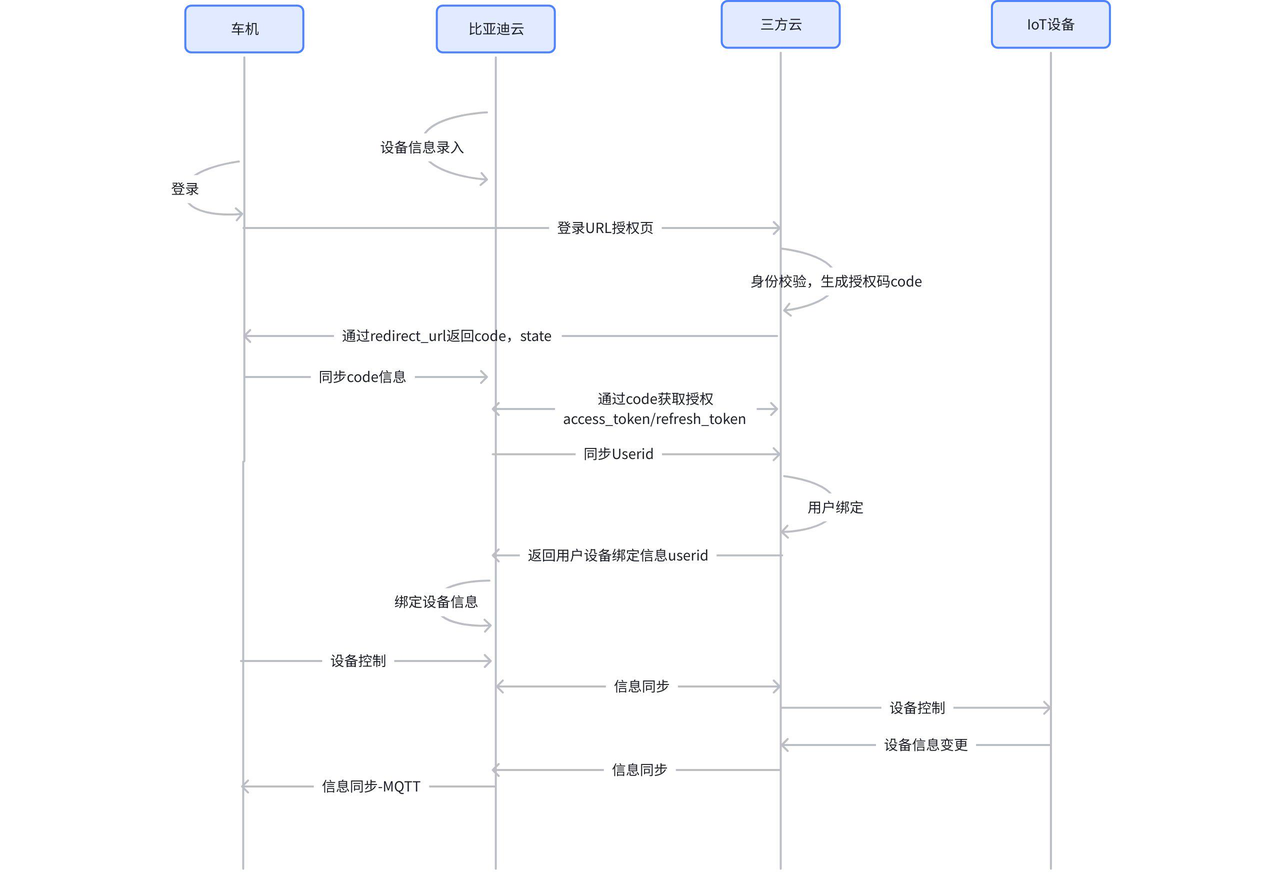 车机
比亚迪云
三方云
IoT设备
设备信息录入
登录
登录URL授权页
身份校验，生成授权码code
通过redirect_url返回code，state
同步code信息
通过code获取授权
access_token/refresh_token
同步Userid
用户绑定
返回用户设备绑定信息userid
绑定设备信息
设备控制
信息同步
设备控制
设备信息变更
信息同步
信息同步-MQTT